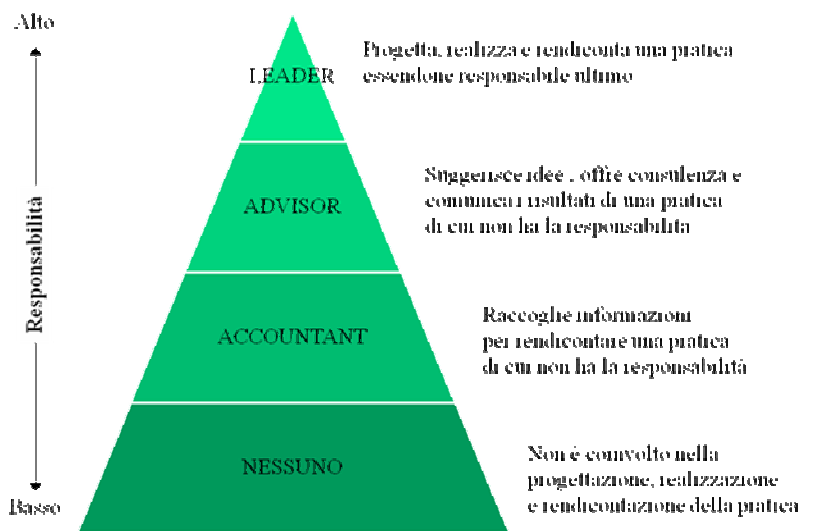 Alto
LEADER
Progetta, realizza e rendiconta una pratica
essendone responsabile ultimo
ADVISOR
Suggerisce idee , offre consulenza e
comunica i risultati di una pratica
di cui non ha la responsabilità
Responsabilità
ACCOUNTANT
Raccoglie informazioni
per rendicontare una pratica
di cui non ha la responsabilità
NESSUNO
Non è coinvolto nella
progettazione, realizzazione
e rendicontazione della pratica
Basso